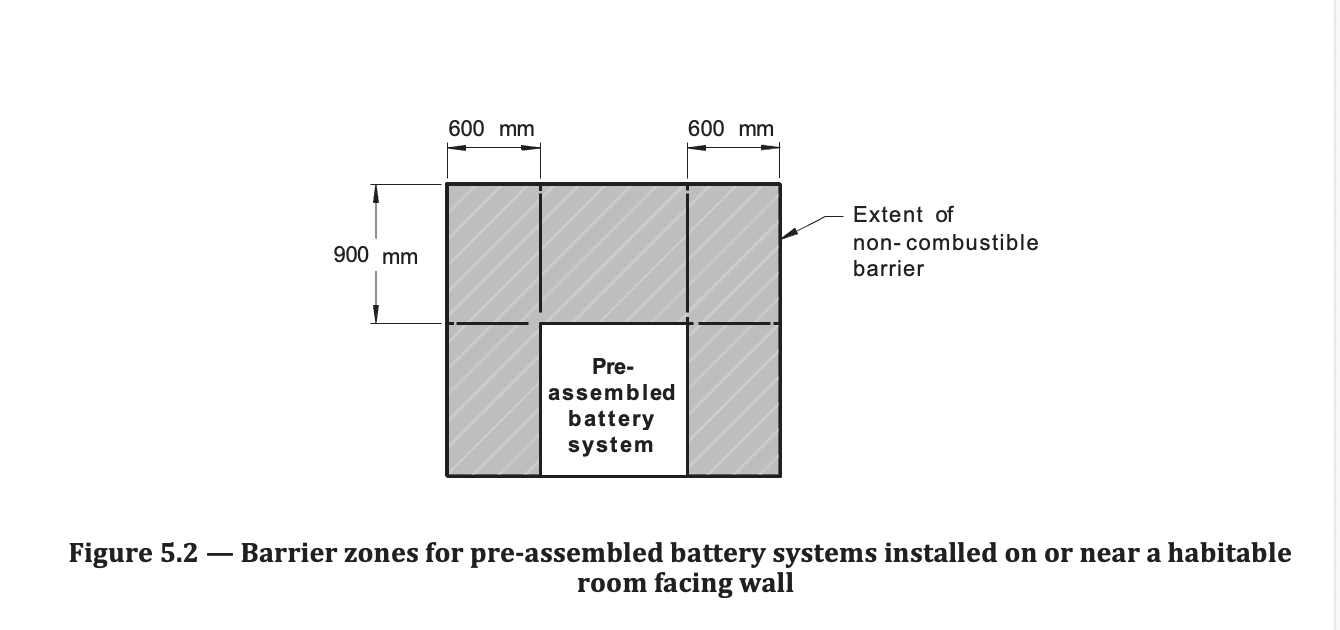 600 mm
600 mm
900 mm
Extent of
non-combustible
barrier
Pre-
assembled
battery
system
Figure 5.2 — Barrier zones for pre-assembled battery systems installed on or near a habitable
room facing wall